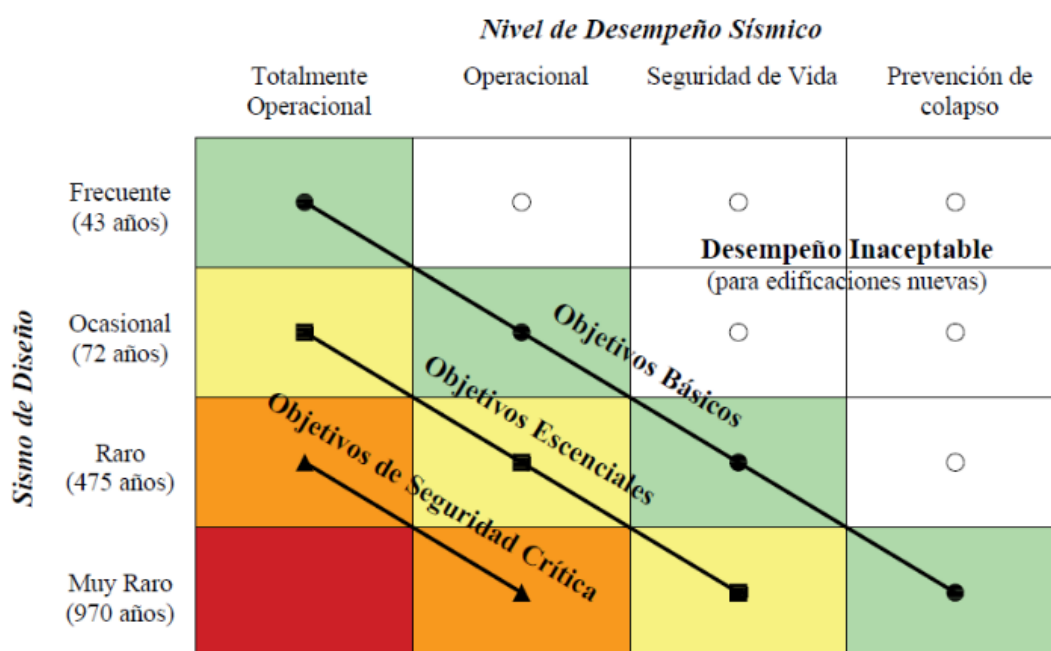 Nivel de Desempeño Sísmico
Totalmente
Operacional
Operacional
Seguridad de Vida
Prevención de
colapso
Sismo de Diseño
Frecuente
(43 años)
Desempeño Inaceptable
(para edificaciones nuevas)
Ocasional
(72 años)
Objetivos Básicos
Objetivos Escenciales
Objetivos de Seguridad Crítica
Raro
(475 años)
Muy Raro
(970 años)